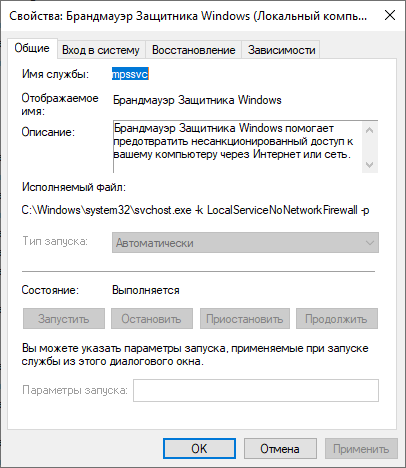 Свойства: Брандмауэр Защитника Windows (Локальный компь...
Общие Вход в систему Восстановление Зависимости
Имя службы: mpssvc
Отображаемое имя: Брандмауэр Защитника Windows
Описание: Брандмауэр Защитника Windows помогает
предотвратить несанкционированный доступ к
вашему компьютеру через Интернет или сеть.
Исполняемый файл:
C:\Windows\system32\svchost.exe -k LocalServiceNoNetworkFirewall -p
Тип запуска: Автоматически
Состояние: Выполняется
Запустить Остановить Приостановить Продолжить
Вы можете указать параметры запуска, применяемые при запуске
службы из этого диалогового окна.
Параметры запуска:
OK Отмена Применить